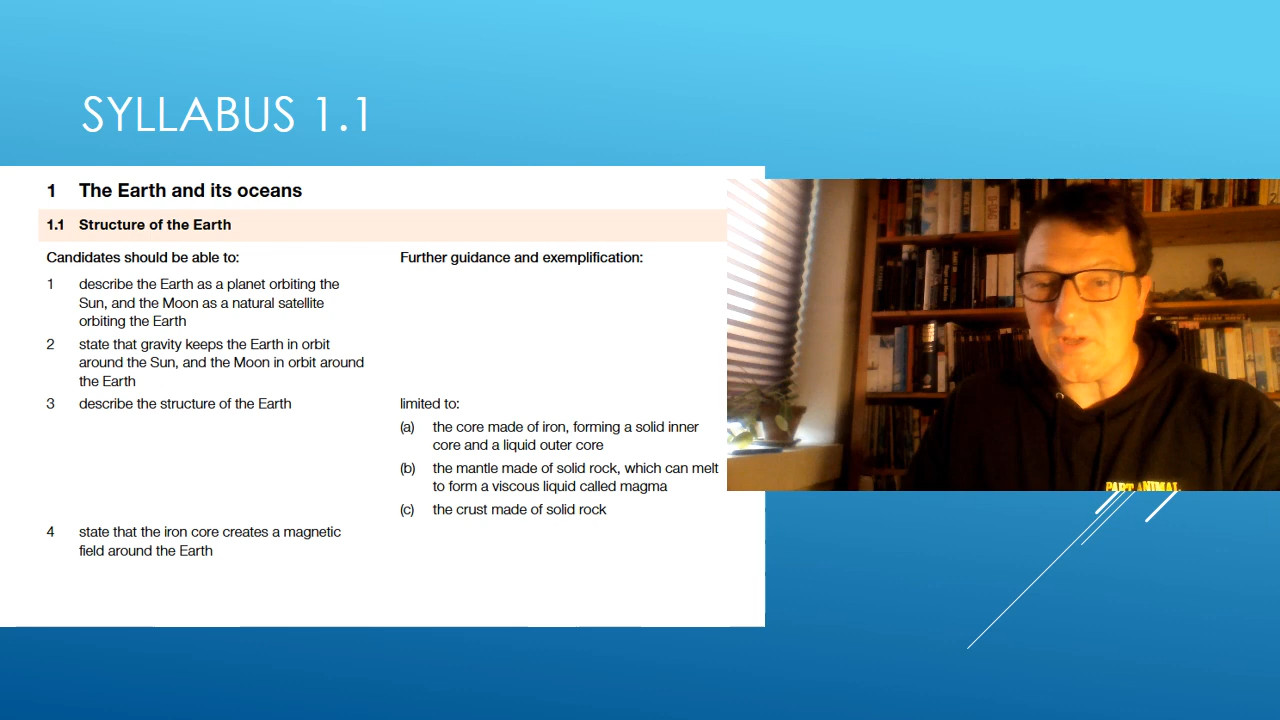 SYLLABUS 1.1
1 The Earth and its oceans
1.1 Structure of the Earth
Candidates should be able to:
Further guidance and exemplification:
1 describe the Earth as a planet orbiting the
Sun, and the Moon as a natural satellite
orbiting the Earth
2 state that gravity keeps the Earth in orbit
around the Sun, and the Moon in orbit around
the Earth
3 describe the structure of the Earth
limited to:
(a) the core made of iron, forming a solid inner
core and a liquid outer core
(b) the mantle made of solid rock, which can melt
to form a viscous liquid called magma
(c) the crust made of solid rock
4 state that the iron core creates a magnetic
field around the Earth
PART ANIMAL